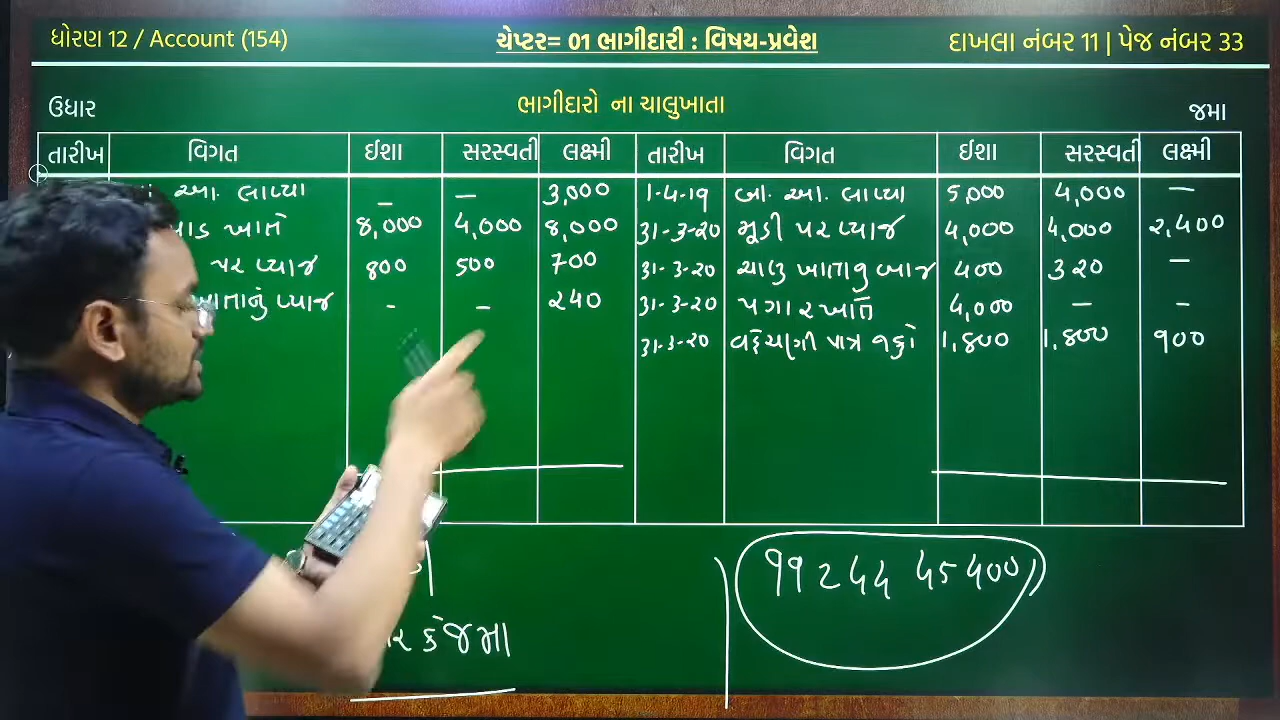 ધોરણ 12 / Account (154) ચેપ્ટર= 01 ભાગીદારી : વિષય-પ્રવેશ દાખલા નંબર 11 | પેજ નંબર 33
ઉધાર ભાગીદારો ના ચાલુખાતા જમા
તારીખ વિગત ઈશા સરસ્વતી લક્ષ્મી તારીખ વિગત ઈશા સરસ્વતી લક્ષ્મી
આ. લાવ્યા — — 3,000 1-4-19 બા. આ. લાવ્યા 5,000 4,000 —
ખાતે 8,000 4,000 8,000 31-3-20 મૂડી પર વ્યાજ 4,000 4,000 2,400
પર વ્યાજ 800 500 700 31-3-20 ચાલુ ખાતાનુ વ્યાજ 400 320 —
ખાતાનું વ્યાજ - - 240 31-3-20 પગાર ખાતે 4,000 — -
31-3-20 વહેંચણી પાત્ર નફો 1,800 1,800 900
99244 45400